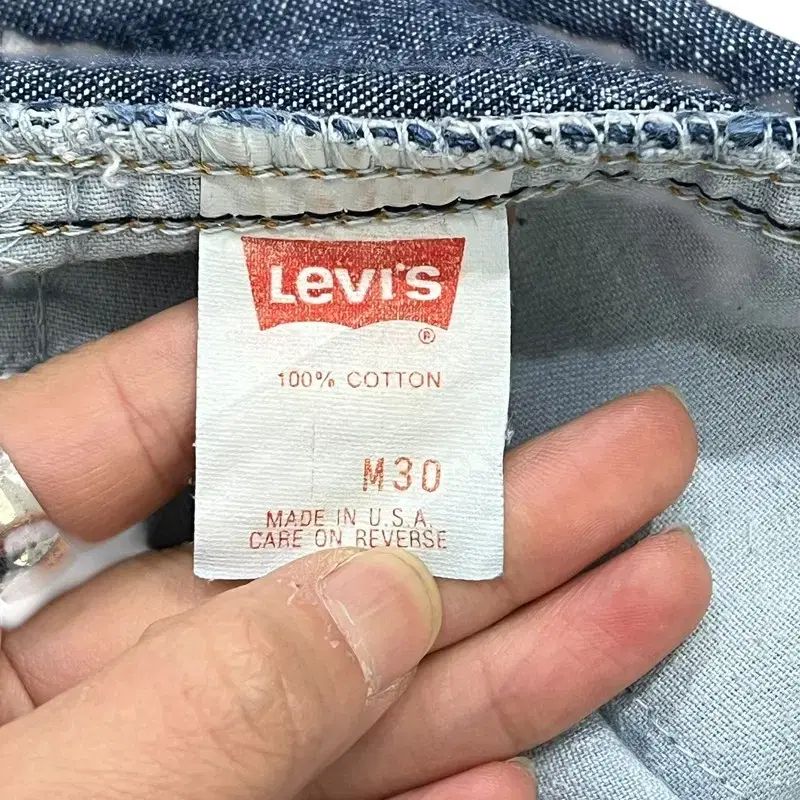 Levi's
®
100% COTTON
M30
MADE IN U.S.A.
CARE ON REVERSE